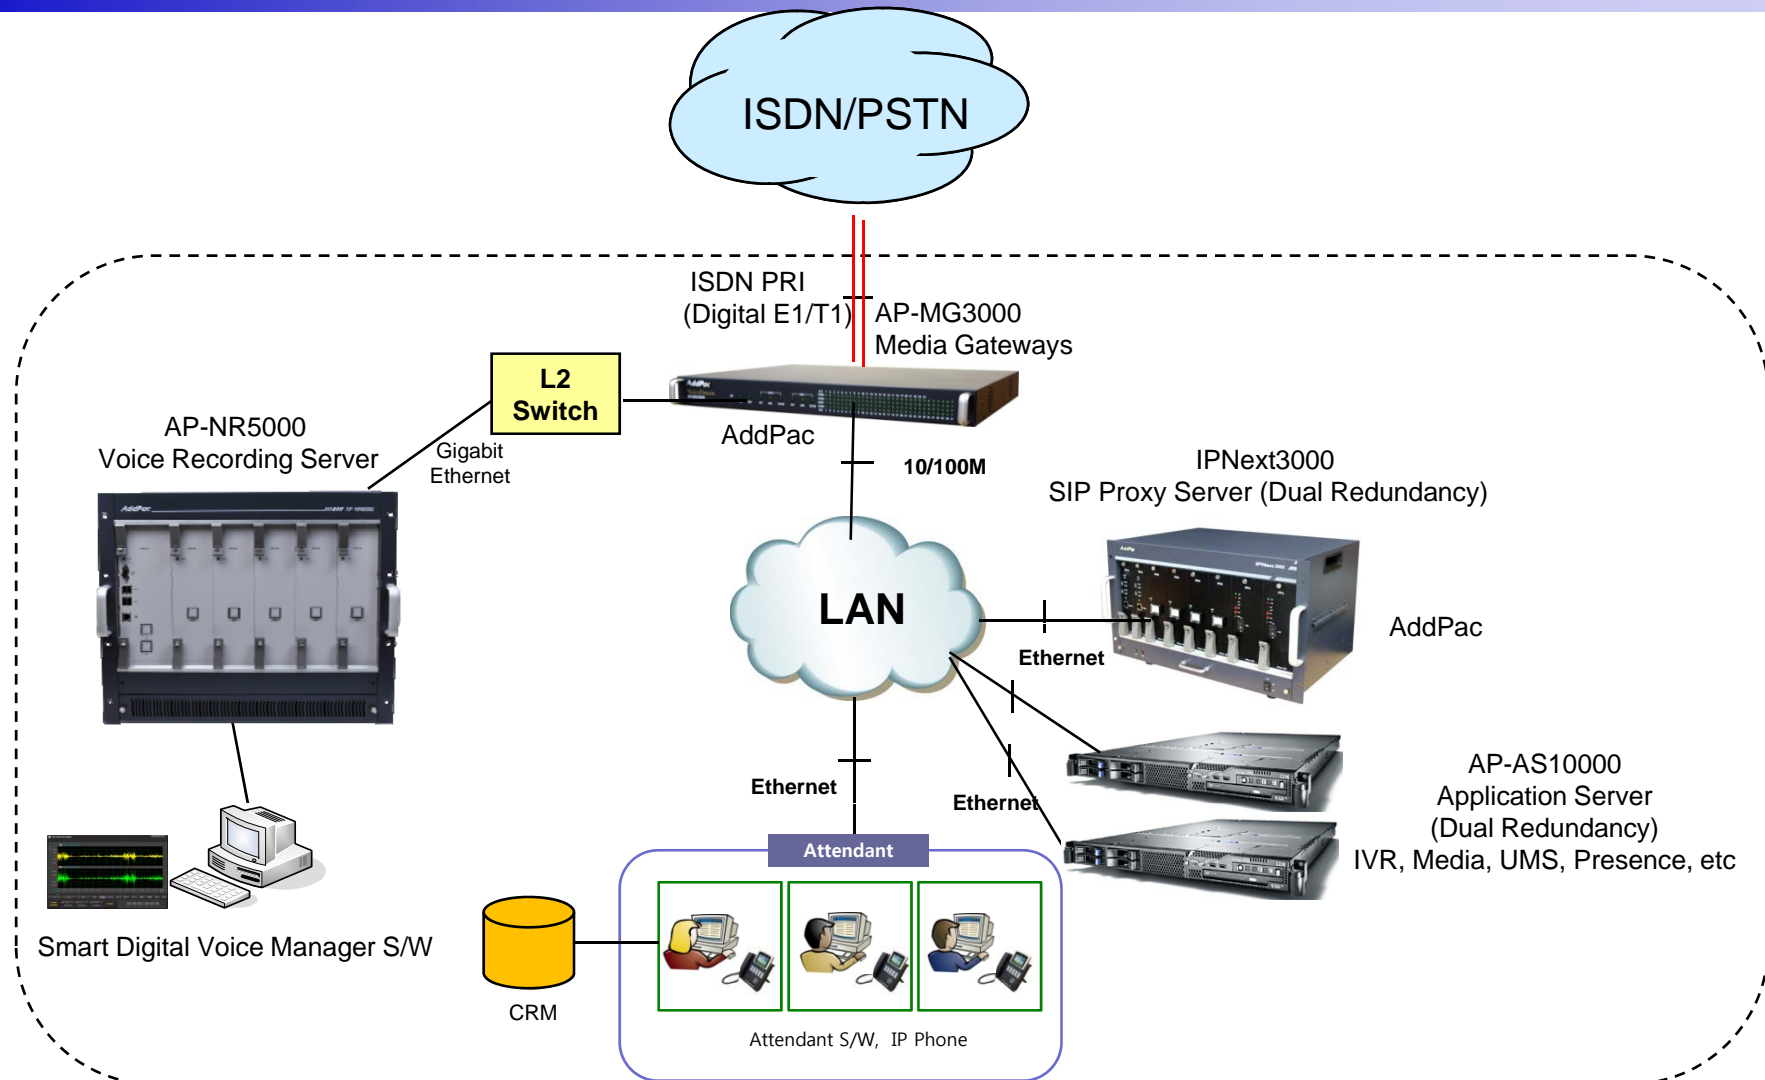 ISDN/PSTN
ISDN PRI
(Digital E1/T1)
AP-MG3000
Media Gateways
L2
Switch
AddPac
AP-NR5000
Voice Recording Server
Gigabit
Ethernet
AddPac
10/100M
IPNext3000
SIP Proxy Server (Dual Redundancy)
AddPac
LAN
AddPac
Ethernet
Ethernet
Ethernet
AP-AS10000
Application Server
(Dual Redundancy)
IVR, Media, UMS, Presence, etc
Attendant
Smart Digital Voice Manager S/W
CRM
Attendant S/W, IP Phone